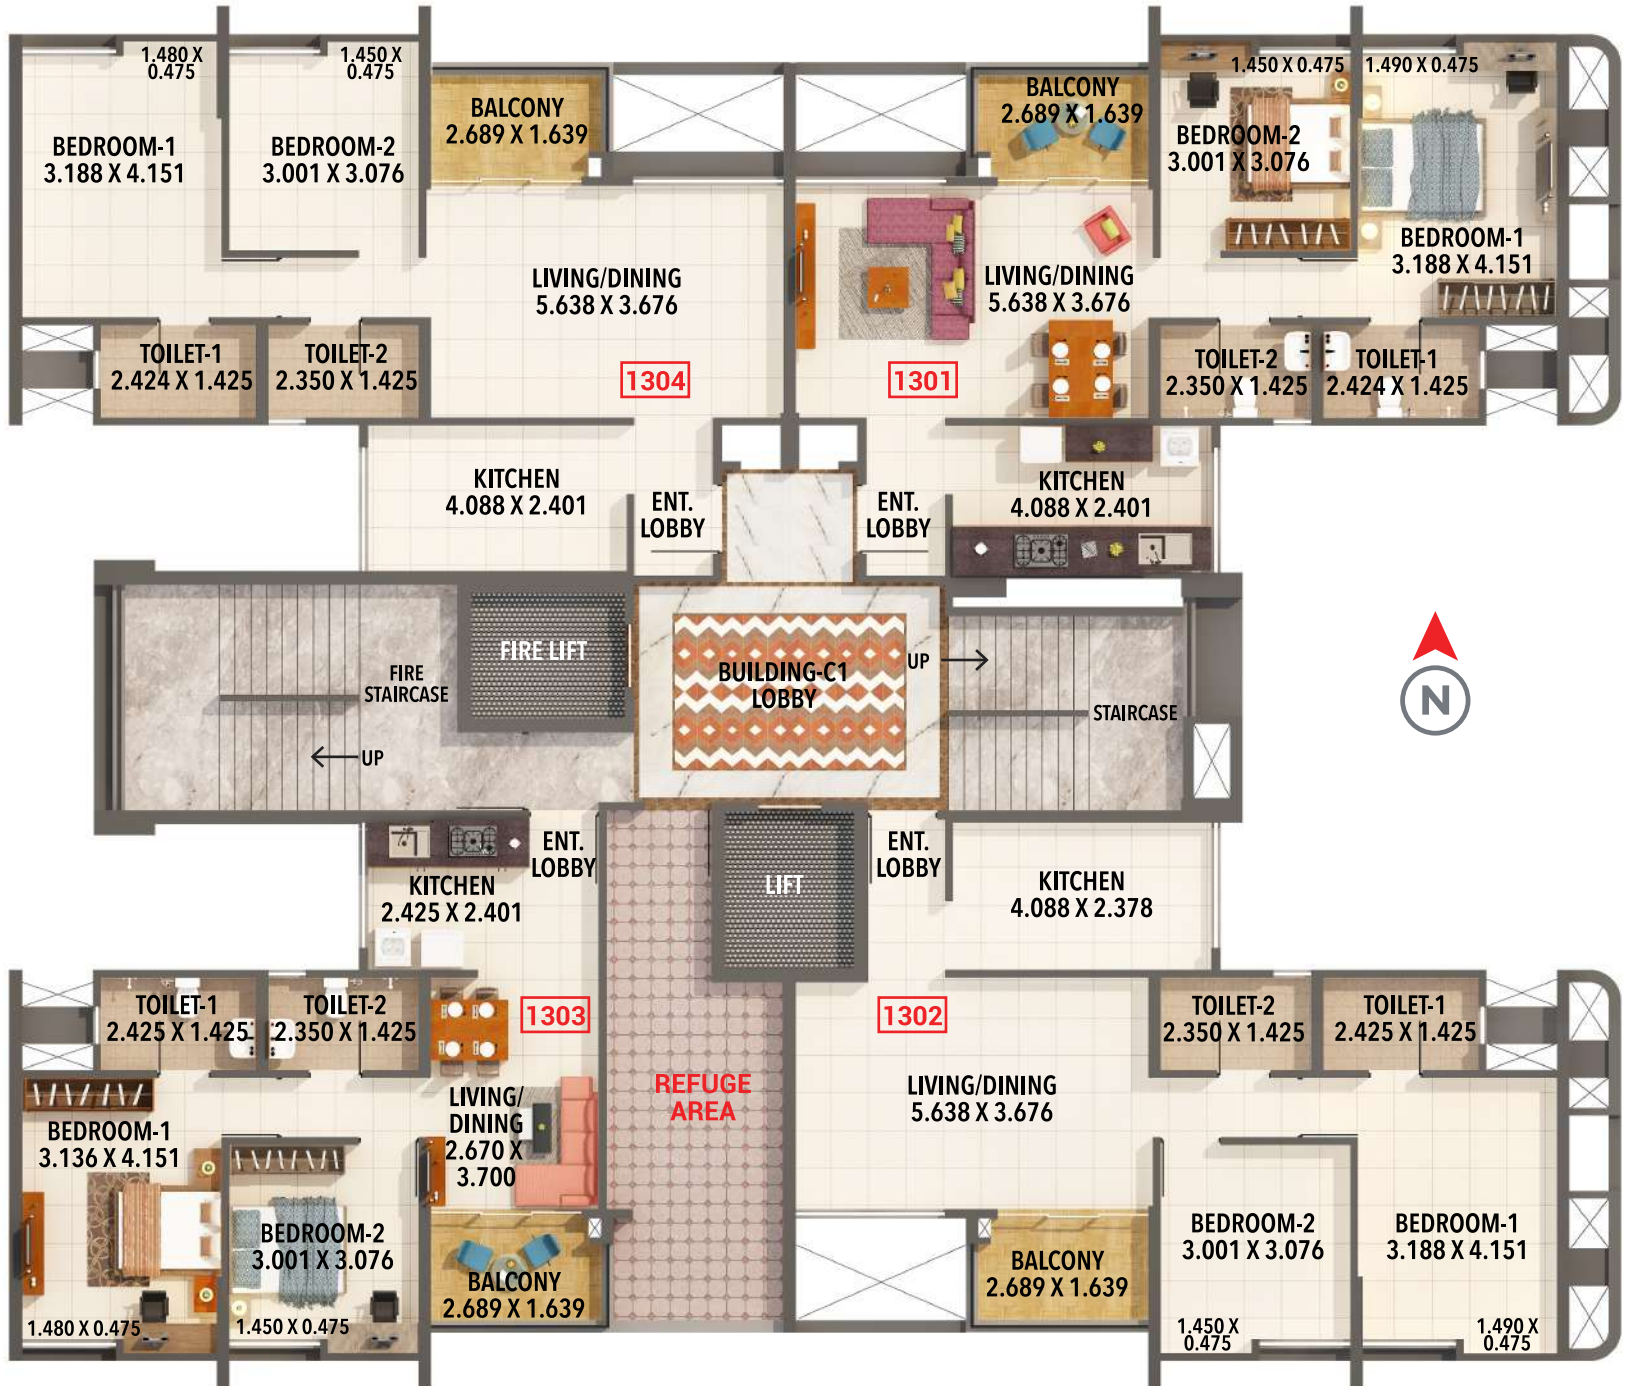 1.480 X
0.475
1.450 X
0.475
BEDROOM-1
3.188 X 4.151
BEDROOM-2
3.001 X 3.076
BALCONY
2.689 X 1.639
LIVING/DINING
5.638 X 3.676
TOILET-1
2.424 X 1.425
TOILET-2
2.350 X 1.425
1304
KITCHEN
4.088 X 2.401
ENT.
LOBBY
BALCONY
2.689 X 1.639
1.450 X 0.475
1.490 X 0.475
BEDROOM-2
3.001 X 3.076
BEDROOM-1
3.188 X 4.151
LIVING/DINING
5.638 X 3.676
1301
TOILET-2
2.350 X 1.425
TOILET-1
2.424 X 1.425
ENT.
LOBBY
KITCHEN
4.088 X 2.401
FIRE LIFT
FIRE
STAIRCASE
UP
BUILDING-C1
LOBBY
UP
STAIRCASE
N
ENT.
LOBBY
KITCHEN
2.425 X 2.401
TOILET-1
2.425 X 1.425
TOILET-2
2.350 X 1.425
1303
LIVING/
DINING
2.670 X
3.700
BEDROOM-1
3.136 X 4.151
BEDROOM-2
3.001 X 3.076
BALCONY
2.689 X 1.639
1.480 X 0.475
1.450 X 0.475
REFUGE
AREA
LIFT
ENT.
LOBBY
KITCHEN
4.088 X 2.378
1302
TOILET-2
2.350 X 1.425
TOILET-1
2.425 X 1.425
LIVING/DINING
5.638 X 3.676
BEDROOM-2
3.001 X 3.076
BEDROOM-1
3.188 X 4.151
BALCONY
2.689 X 1.639
1.450 X
0.475
1.490 X
0.475